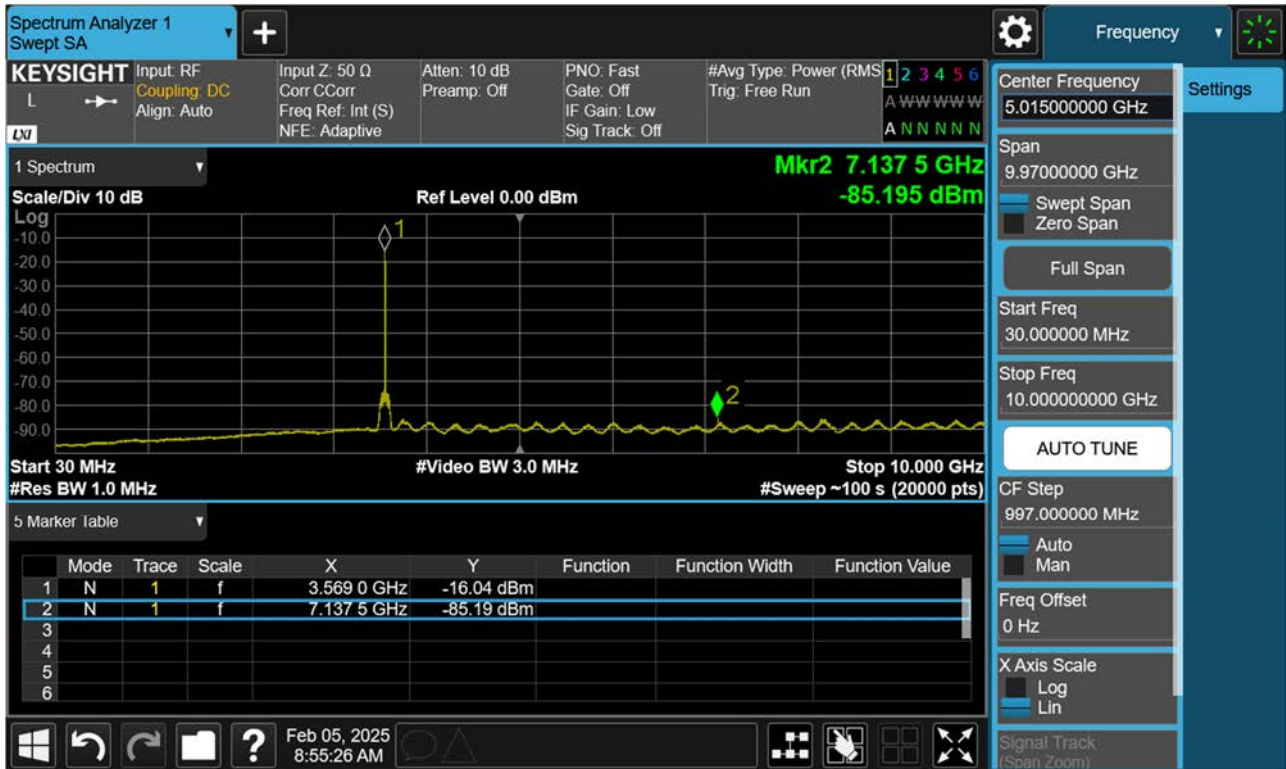 Spectrum Analyzer 1
Swept SA
+
Frequency
KEYSIGHT
L
LXI
Input: RF
Coupling: DC
Align: Auto
Input Z: 50 Ω
Corr CCorr
Freq Ref: Int (S)
NFE: Adaptive
Atten: 10 dB
Preamp: Off
PNO: Fast
Gate: Off
IF Gain: Low
Sig Track: Off
#Avg Type: Power (RMS
Trig: Free Run
1 2 3 4 5 6
A W W W W W
A N N N N N
1 Spectrum
Scale/Div 10 dB
Ref Level 0.00 dBm
Mkr2 7.137 5 GHz
-85.195 dBm
Log
-10.0
-20.0
-30.0
-40.0
-50.0
-60.0
-70.0
-80.0
-90.0
1
2
Start 30 MHz
#Video BW 3.0 MHz
Stop 10.000 GHz
#Res BW 1.0 MHz
#Sweep ~100 s (20000 pts)
5 Marker Table
Mode Trace Scale X Y Function Function Width Function Value
1 N 1 f 3.569 0 GHz -16.04 dBm
2 N 1 f 7.137 5 GHz -85.19 dBm
3
4
5
6
?
Feb 05, 2025
8:55:26 AM
Center Frequency
5.015000000 GHz
Settings
Span
9.97000000 GHz
Swept Span
Zero Span
Full Span
Start Freq
30.000000 MHz
Stop Freq
10.000000000 GHz
AUTO TUNE
CF Step
997.000000 MHz
Auto
Man
Freq Offset
0 Hz
X Axis Scale
Log
Lin
Signal Track
(Span Zoom)